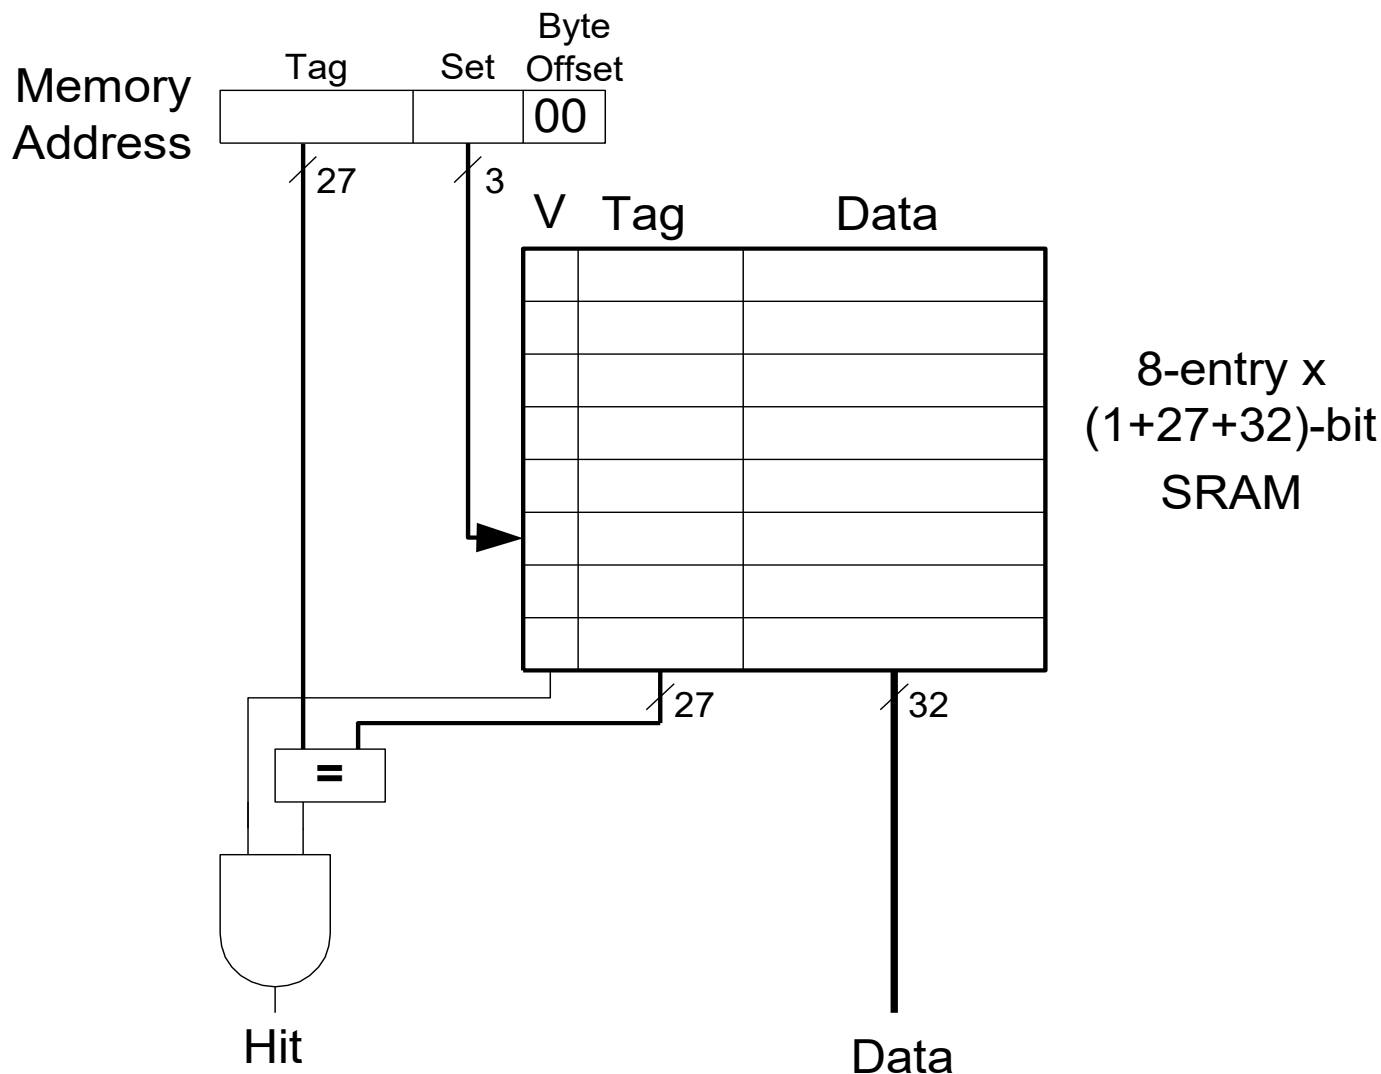 Byte
Tag Set Offset
Memory
Address
00
27 3
V Tag Data
8-entry x
(1+27+32)-bit
SRAM
27 32
=
Hit
Data